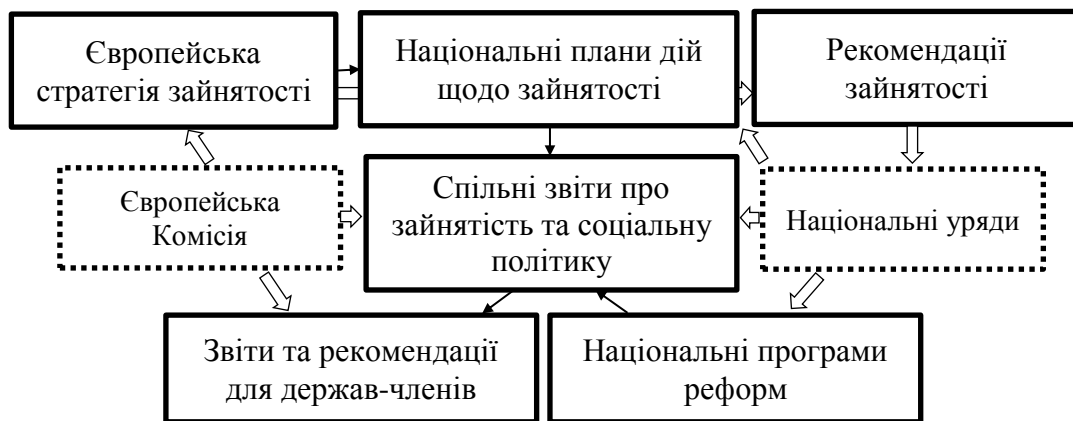 Європейська
стратегія зайнятості
Національні плани дій
щодо зайнятості
Рекомендації
зайнятості
Європейська
Комісія
Спільні звіти про
зайнятість та соціальну
політику
Національні уряди
Звіти та рекомендації
для держав-членів
Національні програми
реформ